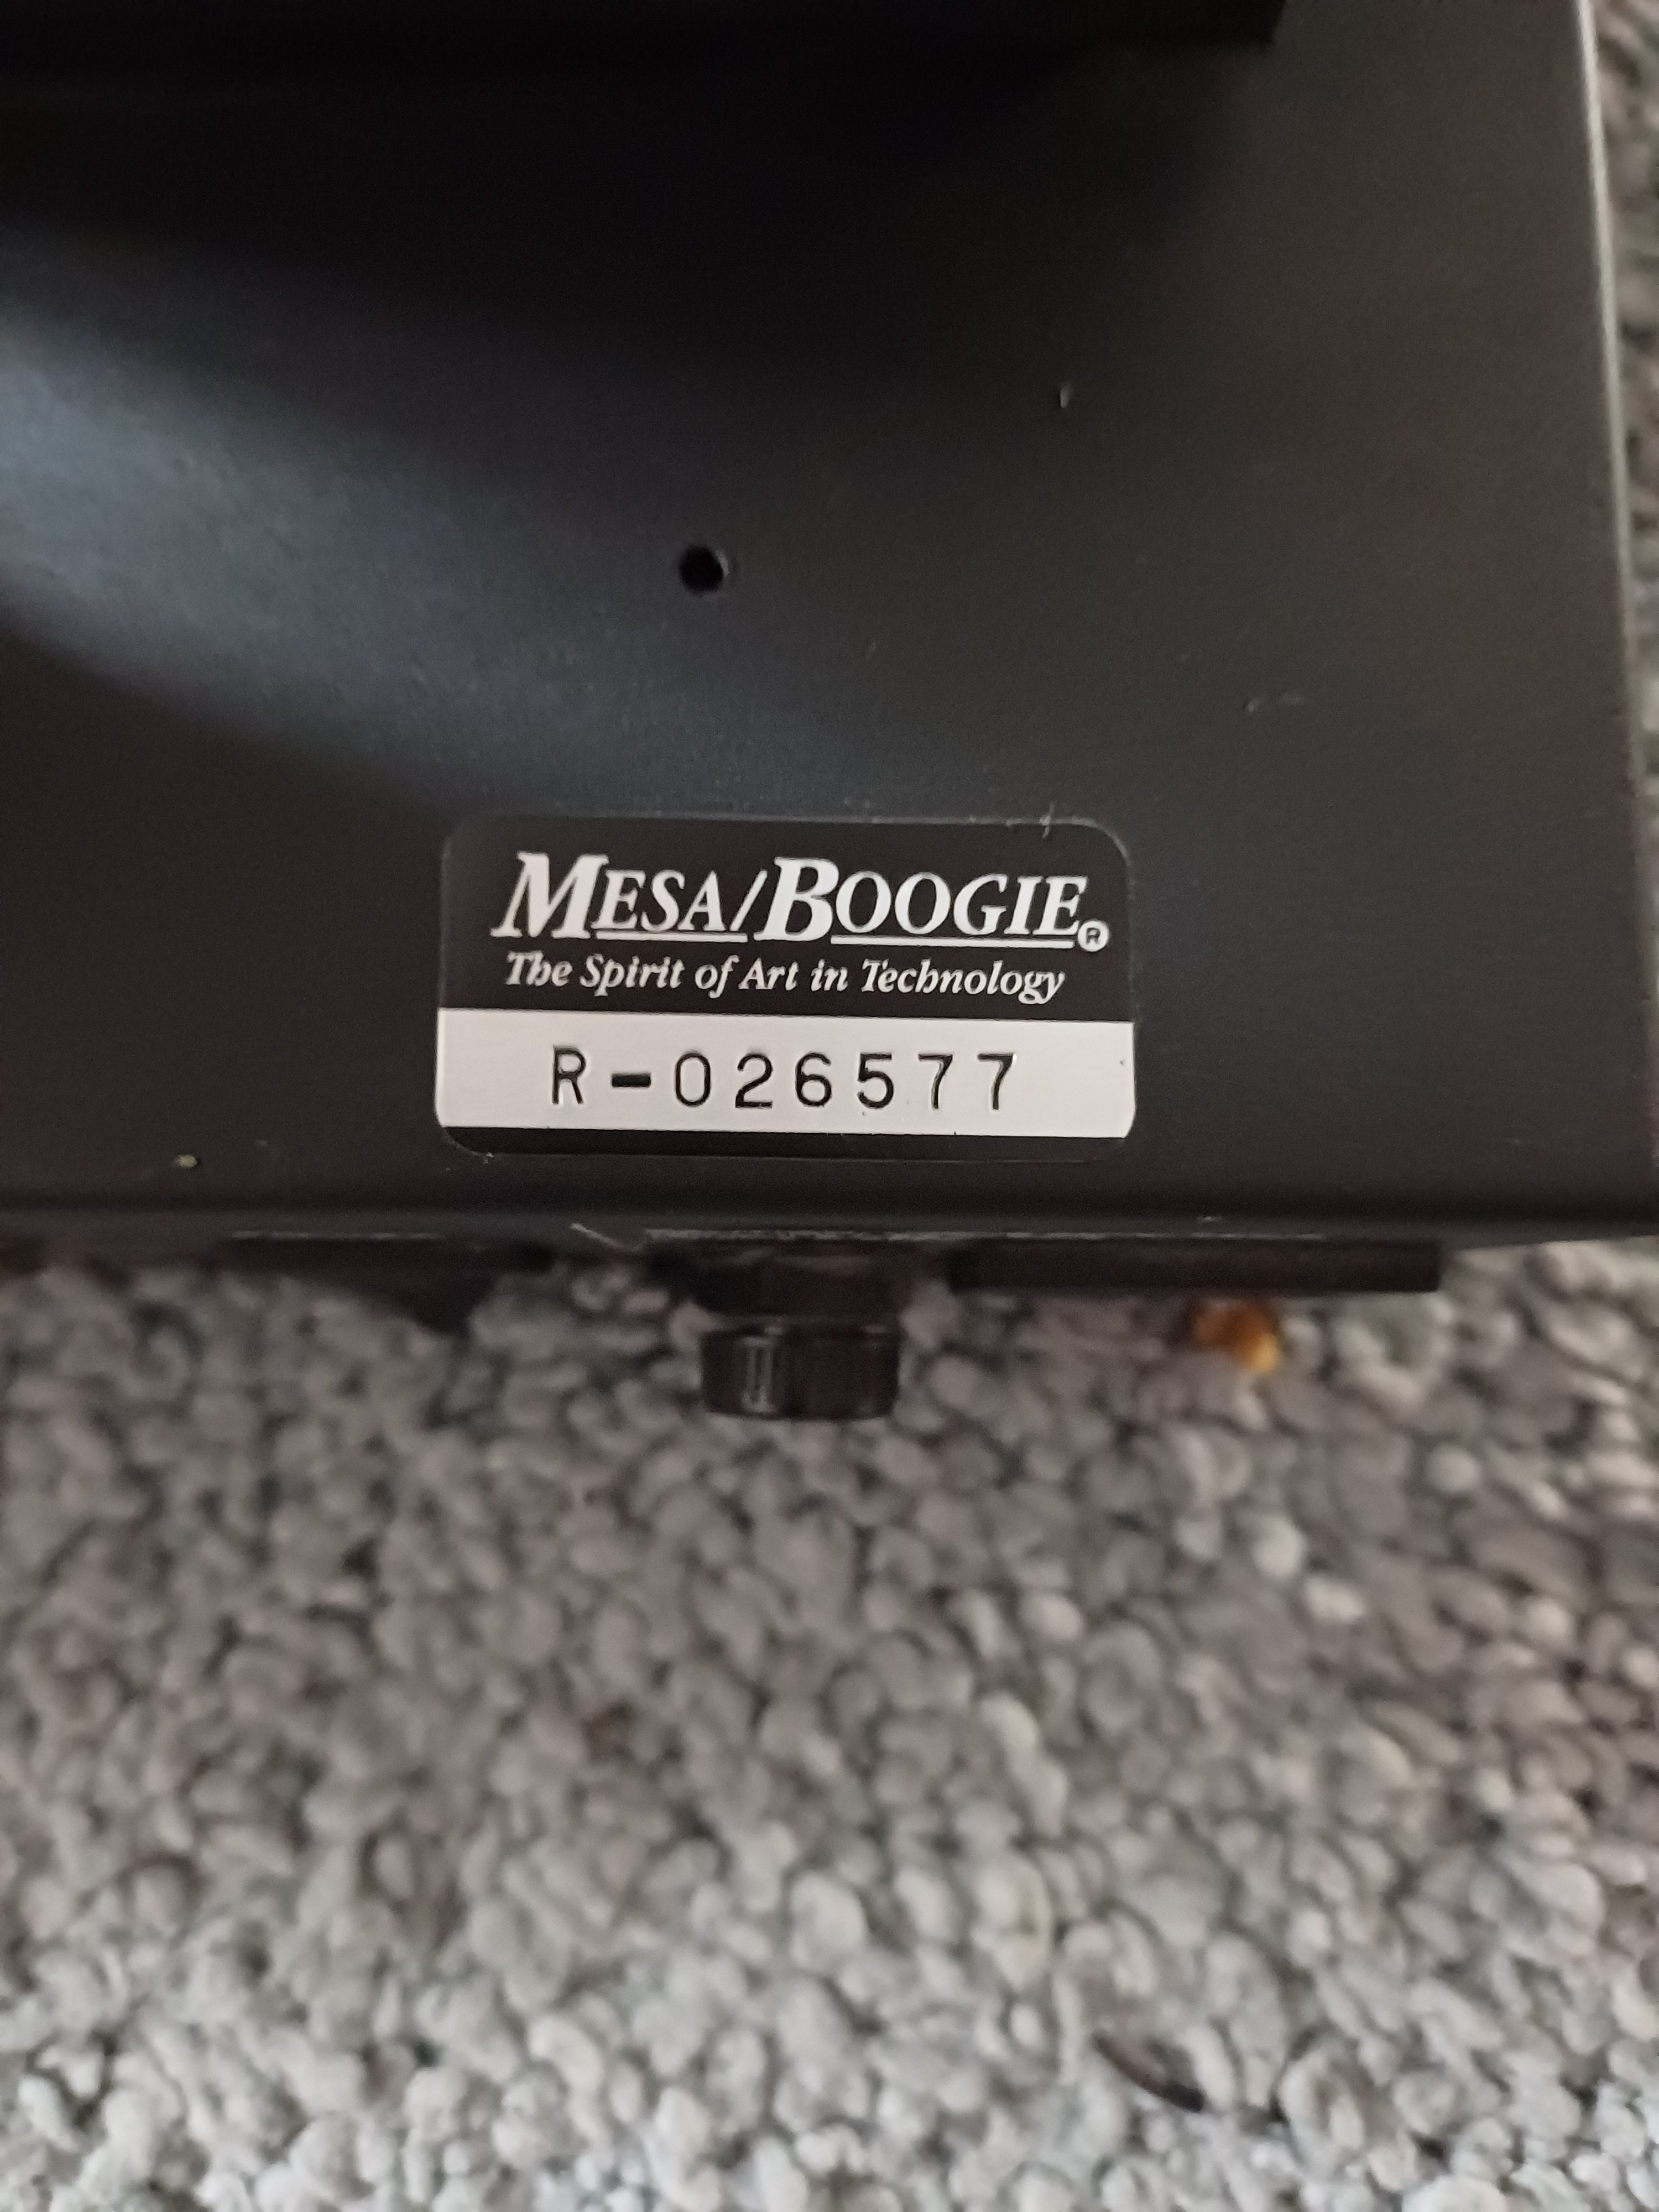 MESA/BOOGIE®
The Spirit of Art in Technology
R-026577